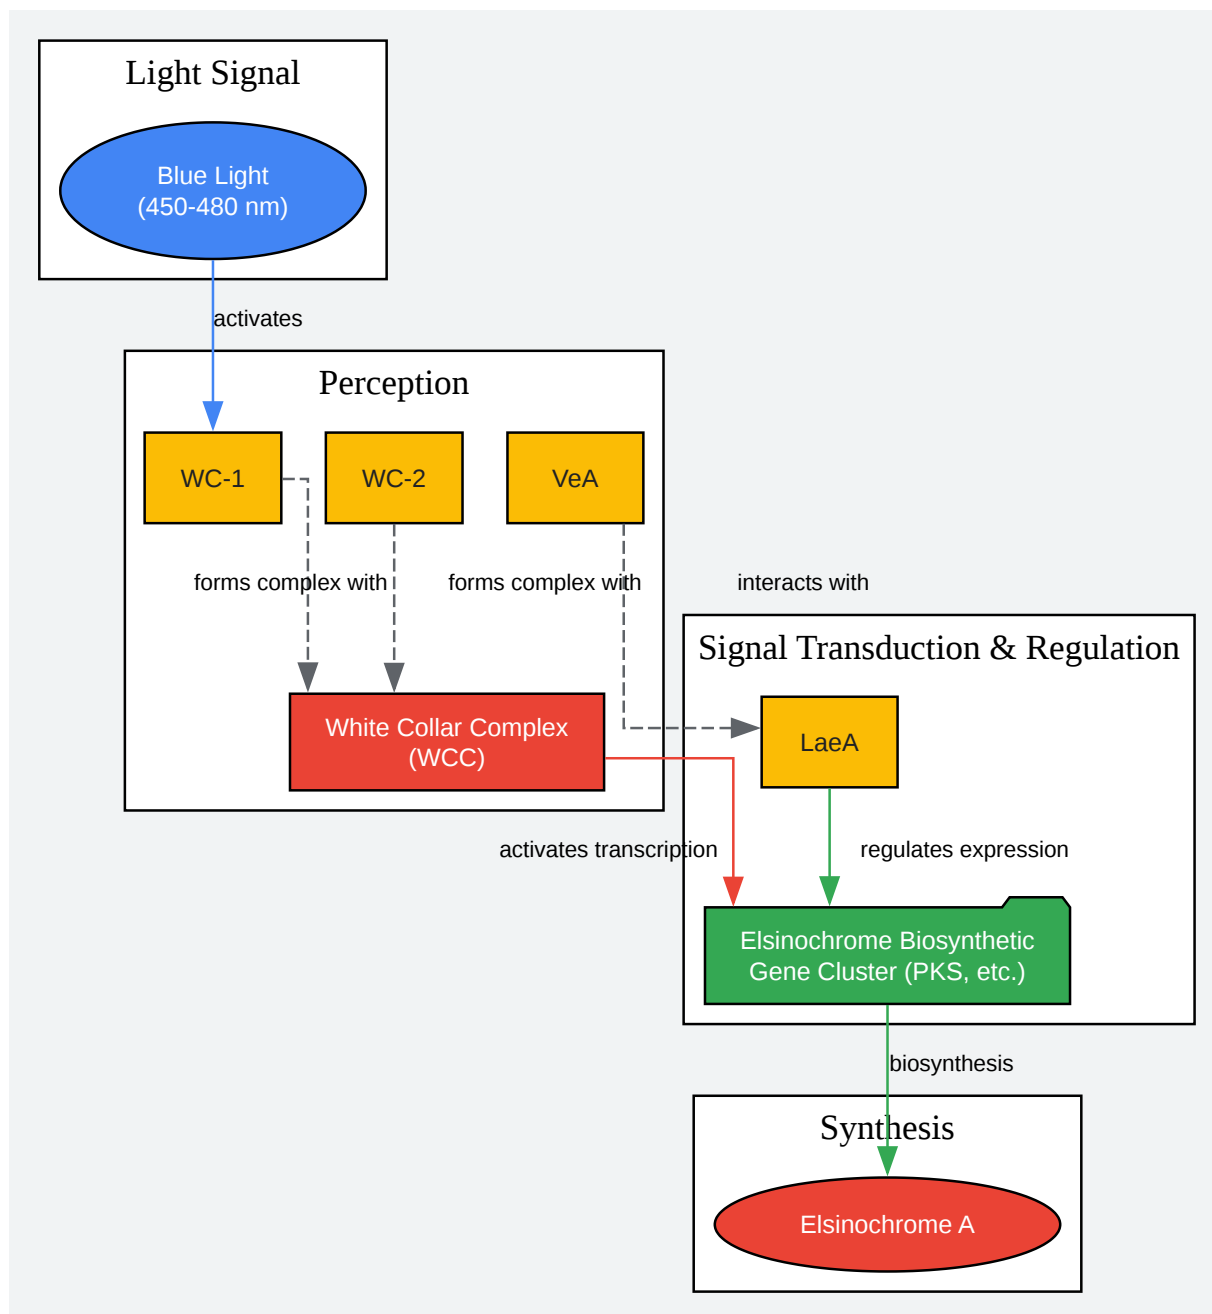 Light Signal
Blue Light
(450-480 nm)
activates
Perception
WC-1
WC-2
VeA
forms complex with
forms complex with
interacts with
Signal Transduction & Regulation
White Collar Complex
(WCC)
LaeA
activates transcription
regulates expression
Elsinochrome Biosynthetic
Gene Cluster (PKS, etc.)
biosynthesis
Synthesis
Elsinochrome A